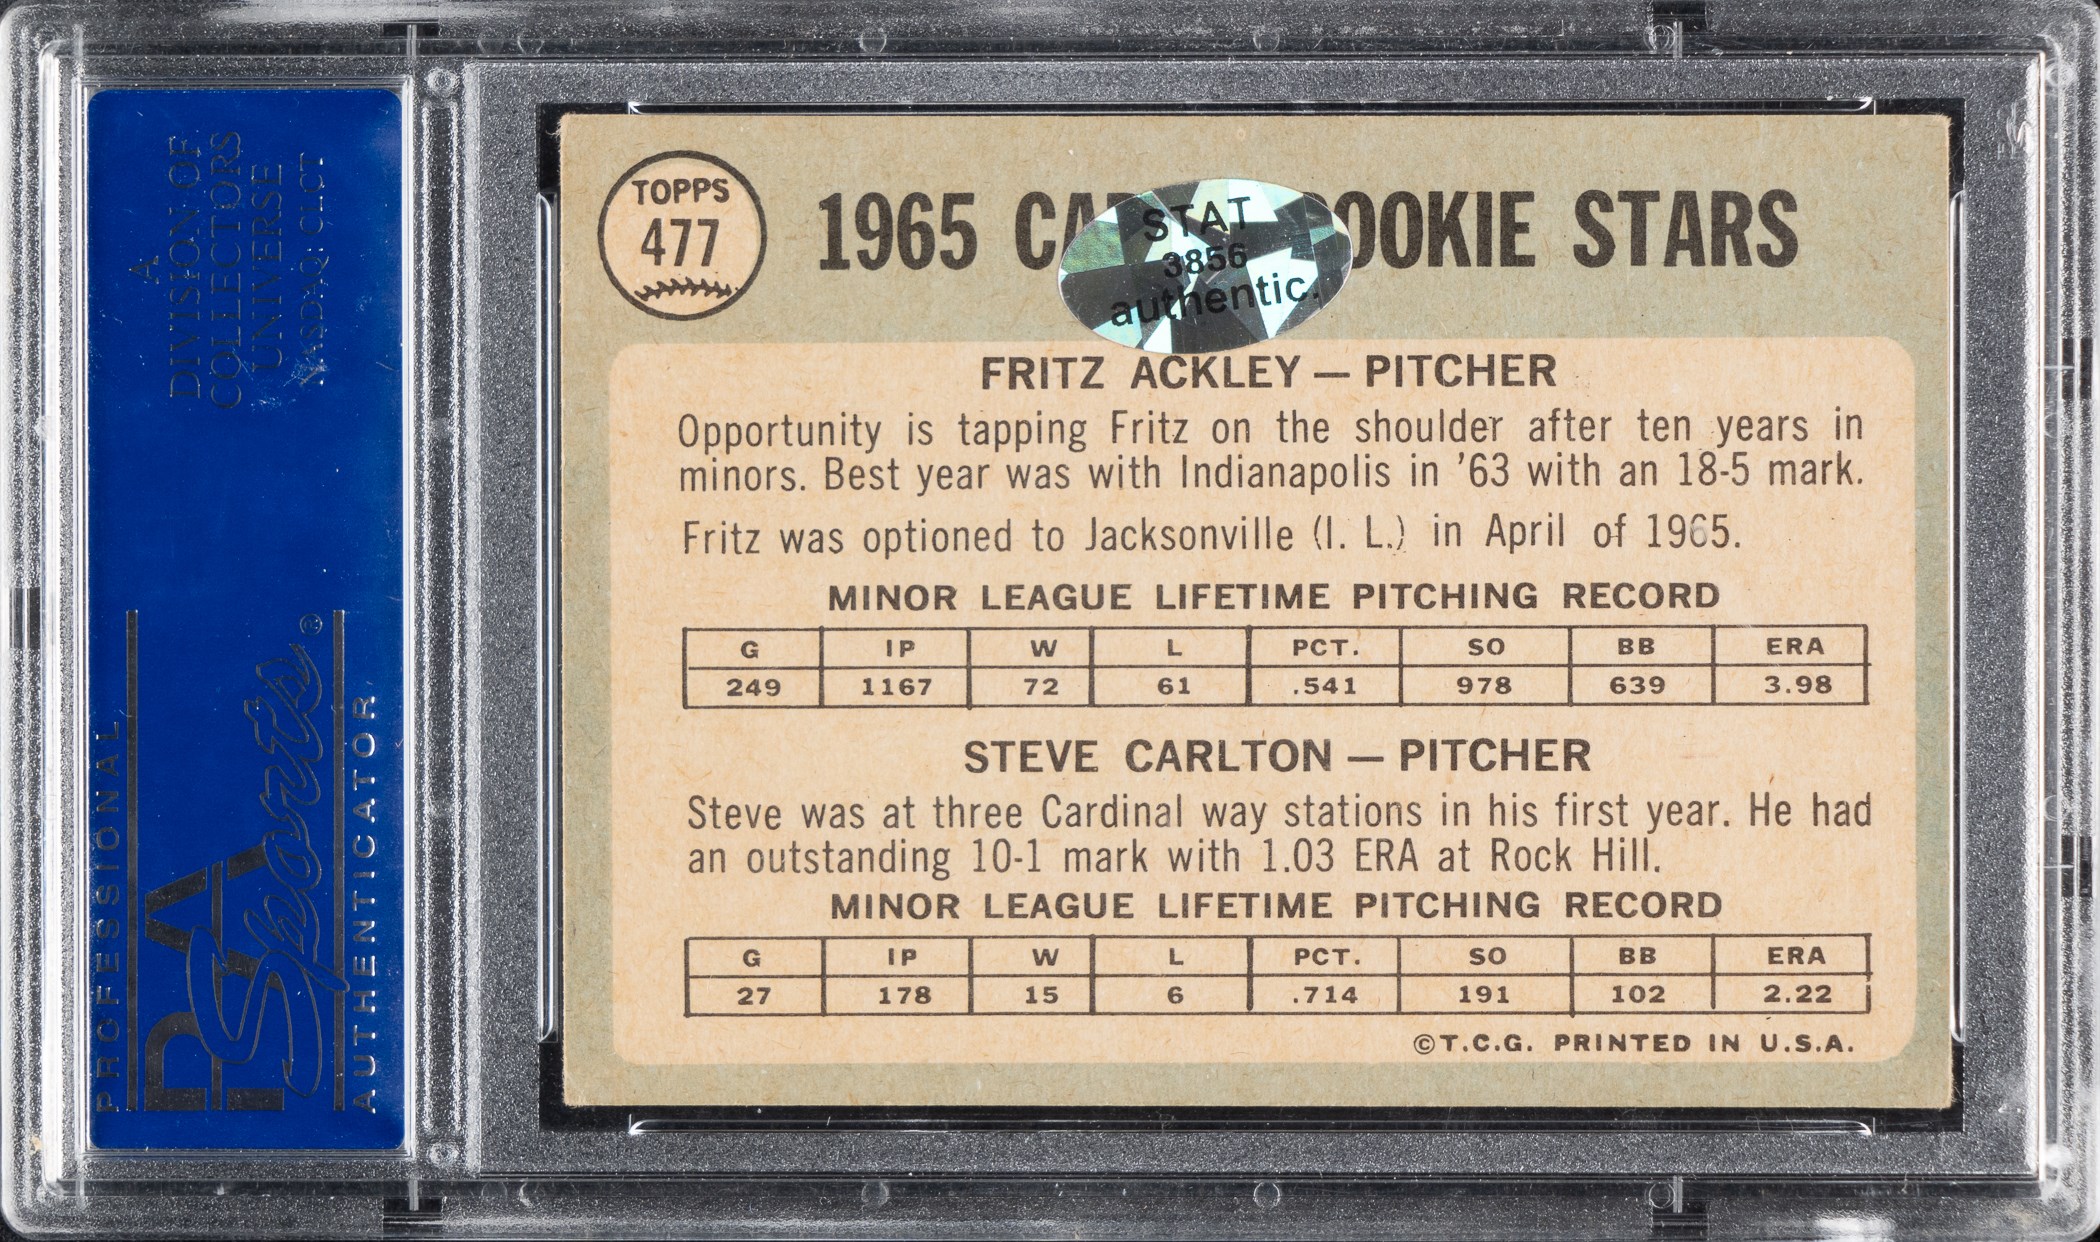 A
DIVISION OF
COLLECTORS
UNIVERSE
NASDAQ: CLCT
PROFESSIONAL
PSA
Sports®
AUTHENTICATOR
TOPPS
477
1965 CA OOKIE STARS
STAT
3856
authentic.
FRITZ ACKLEY — PITCHER
Opportunity is tapping Fritz on the shoulder after ten years in
minors. Best year was with Indianapolis in '63 with an 18-5 mark.
Fritz was optioned to Jacksonville (I. L.) in April of 1965.
MINOR LEAGUE LIFETIME PITCHING RECORD
G IP W L PCT. SO BB ERA
249 1167 72 61 .541 978 639 3.98
STEVE CARLTON — PITCHER
Steve was at three Cardinal way stations in his first year. He had
an outstanding 10-1 mark with 1.03 ERA at Rock Hill.
MINOR LEAGUE LIFETIME PITCHING RECORD
G IP W L PCT. SO BB ERA
27 178 15 6 .714 191 102 2.22
©T.C.G. PRINTED IN U.S.A.